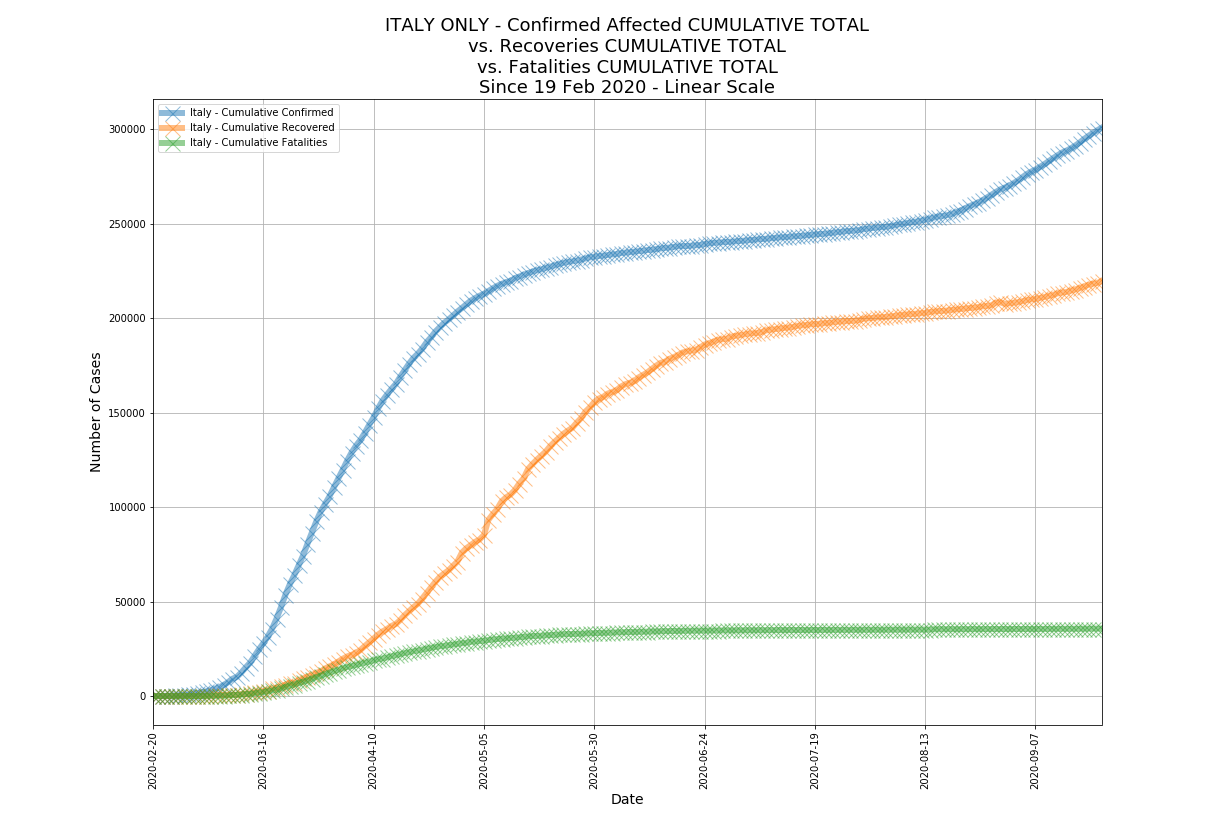 ITALY ONLY - Confirmed Affected CUMULATIVE TOTAL
vs. Recoveries CUMULATIVE TOTAL
vs. Fatalities CUMULATIVE TOTAL
Since 19 Feb 2020 - Linear Scale
Italy - Cumulative Confirmed
Italy - Cumulative Recovered
Italy - Cumulative Fatalities
Number of Cases
300000
250000
200000
150000
100000
50000
0
2020-02-20
2020-03-16
2020-04-10
2020-05-05
2020-05-30
2020-06-24
2020-07-19
2020-08-13
2020-09-07
Date